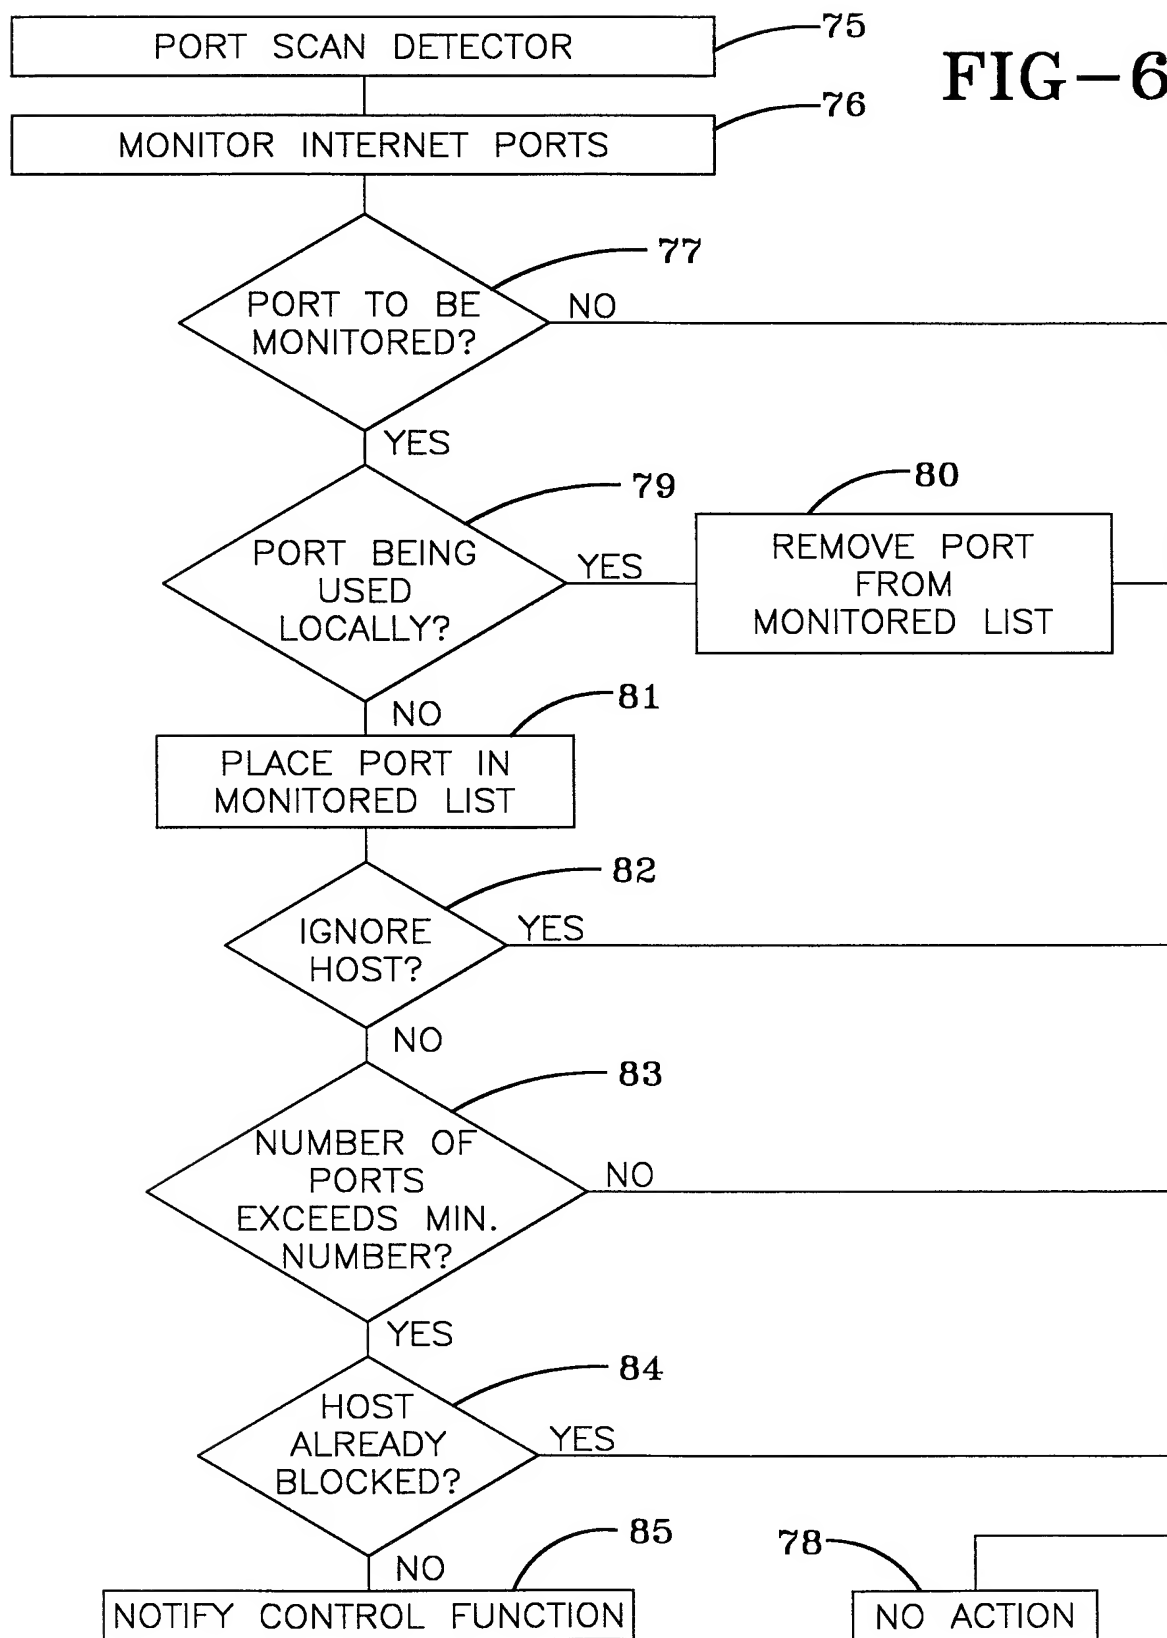 PORT SCAN DETECTOR
75
FIG-6
MONITOR INTERNET PORTS
76
77
PORT TO BE
MONITORED?
NO
YES
79
PORT BEING
USED
LOCALLY?
YES
80
REMOVE PORT
FROM
MONITORED LIST
NO
81
PLACE PORT IN
MONITORED LIST
82
IGNORE
HOST?
YES
NO
83
NUMBER OF
PORTS
EXCEEDS MIN.
NUMBER?
NO
YES
84
HOST
ALREADY
BLOCKED?
YES
NO
85
78
NOTIFY CONTROL FUNCTION
NO ACTION